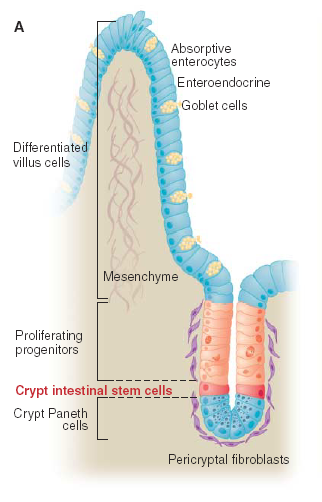 A
Absorptive
enterocytes
Enteroendocrine
Goblet cells
Differentiated
villus cells
Mesenchyme
Proliferating
progenitors
Crypt intestinal stem cells
Crypt Paneth
cells
Pericryptal fibroblasts